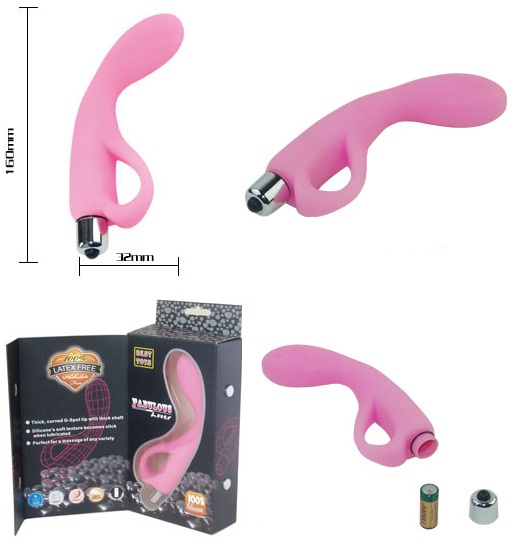 160mm
32mm
100%
LATEX FREE
BEST
TOYS
FABULOUS
Lover
Thick, curved G-Spot tip with thick shaft
Silicone's soft texture becomes slick
when lubricated
Perfect for a massage of any variety
100%